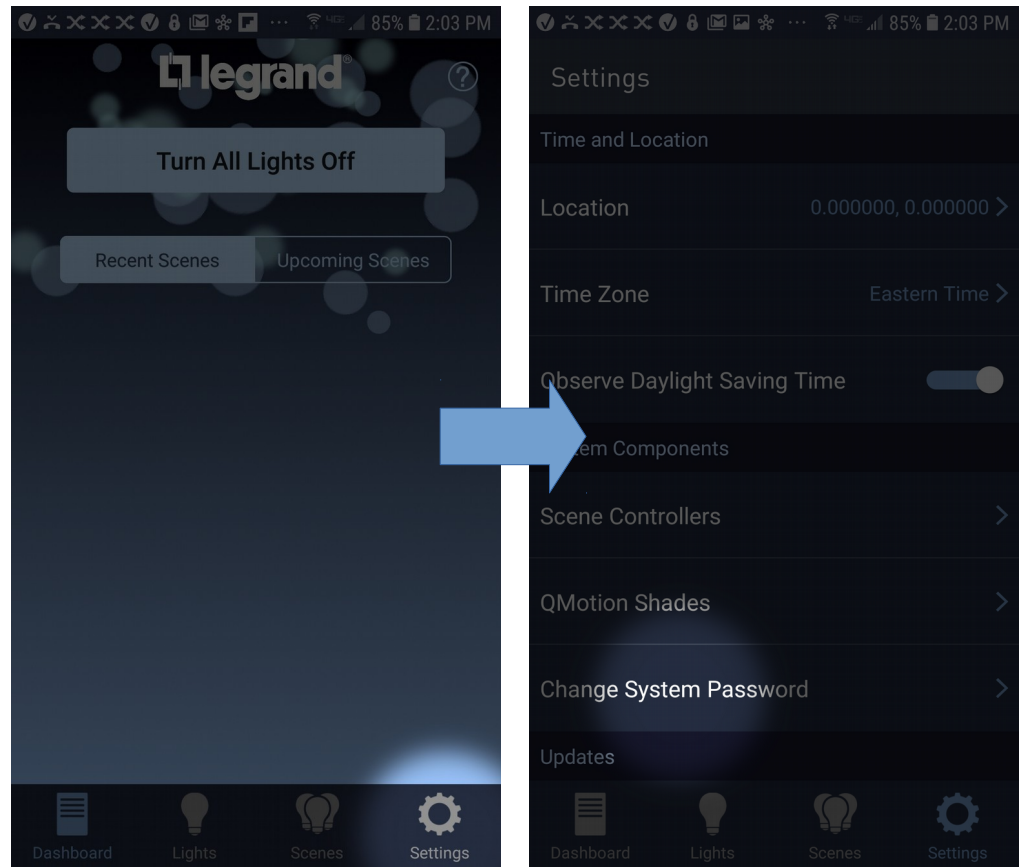 85% 2:03 PM
legrand®
?
Turn All Lights Off
Recent Scenes
Upcoming Scenes
Dashboard
Lights
Scenes
Settings
4GE 85% 2:03 PM
Settings
Time and Location
Location
0.000000, 0.000000
Time Zone
Eastern Time
Observe Daylight Saving Time
em Components
Scene Controllers
QMotion Shades
Change System Password
Updates
Dashboard
Lights
Scenes
Settings